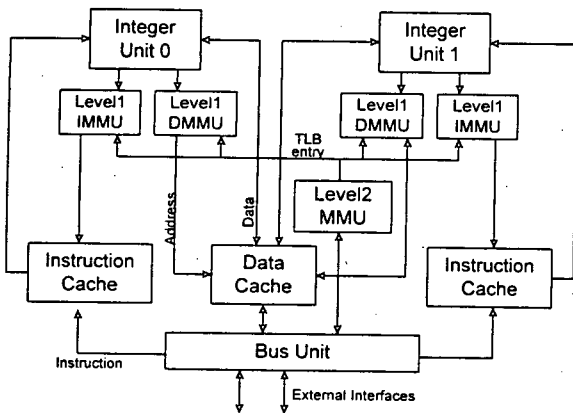 Integer
Unit 0
Integer
Unit 1
Level1
IMMU
Level1
DMMU
Level1
DMMU
Level1
IMMU
TLB
entry
Level2
MMU
Address
Data
Instruction
Cache
Data
Cache
Instruction
Cache
Bus Unit
Instruction
External Interfaces